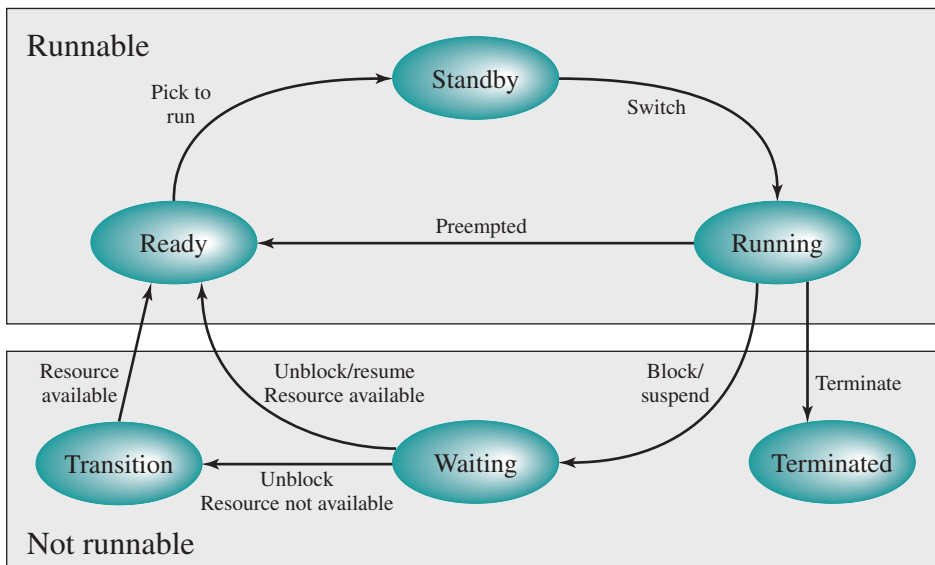 Runnable
Standby
Pick to
run
Switch
Ready
Preempted
Running
Resource
available
Unblock/resume
Resource available
Block/
suspend
Terminate
Transition
Waiting
Terminated
Unblock
Resource not available
Not runnable